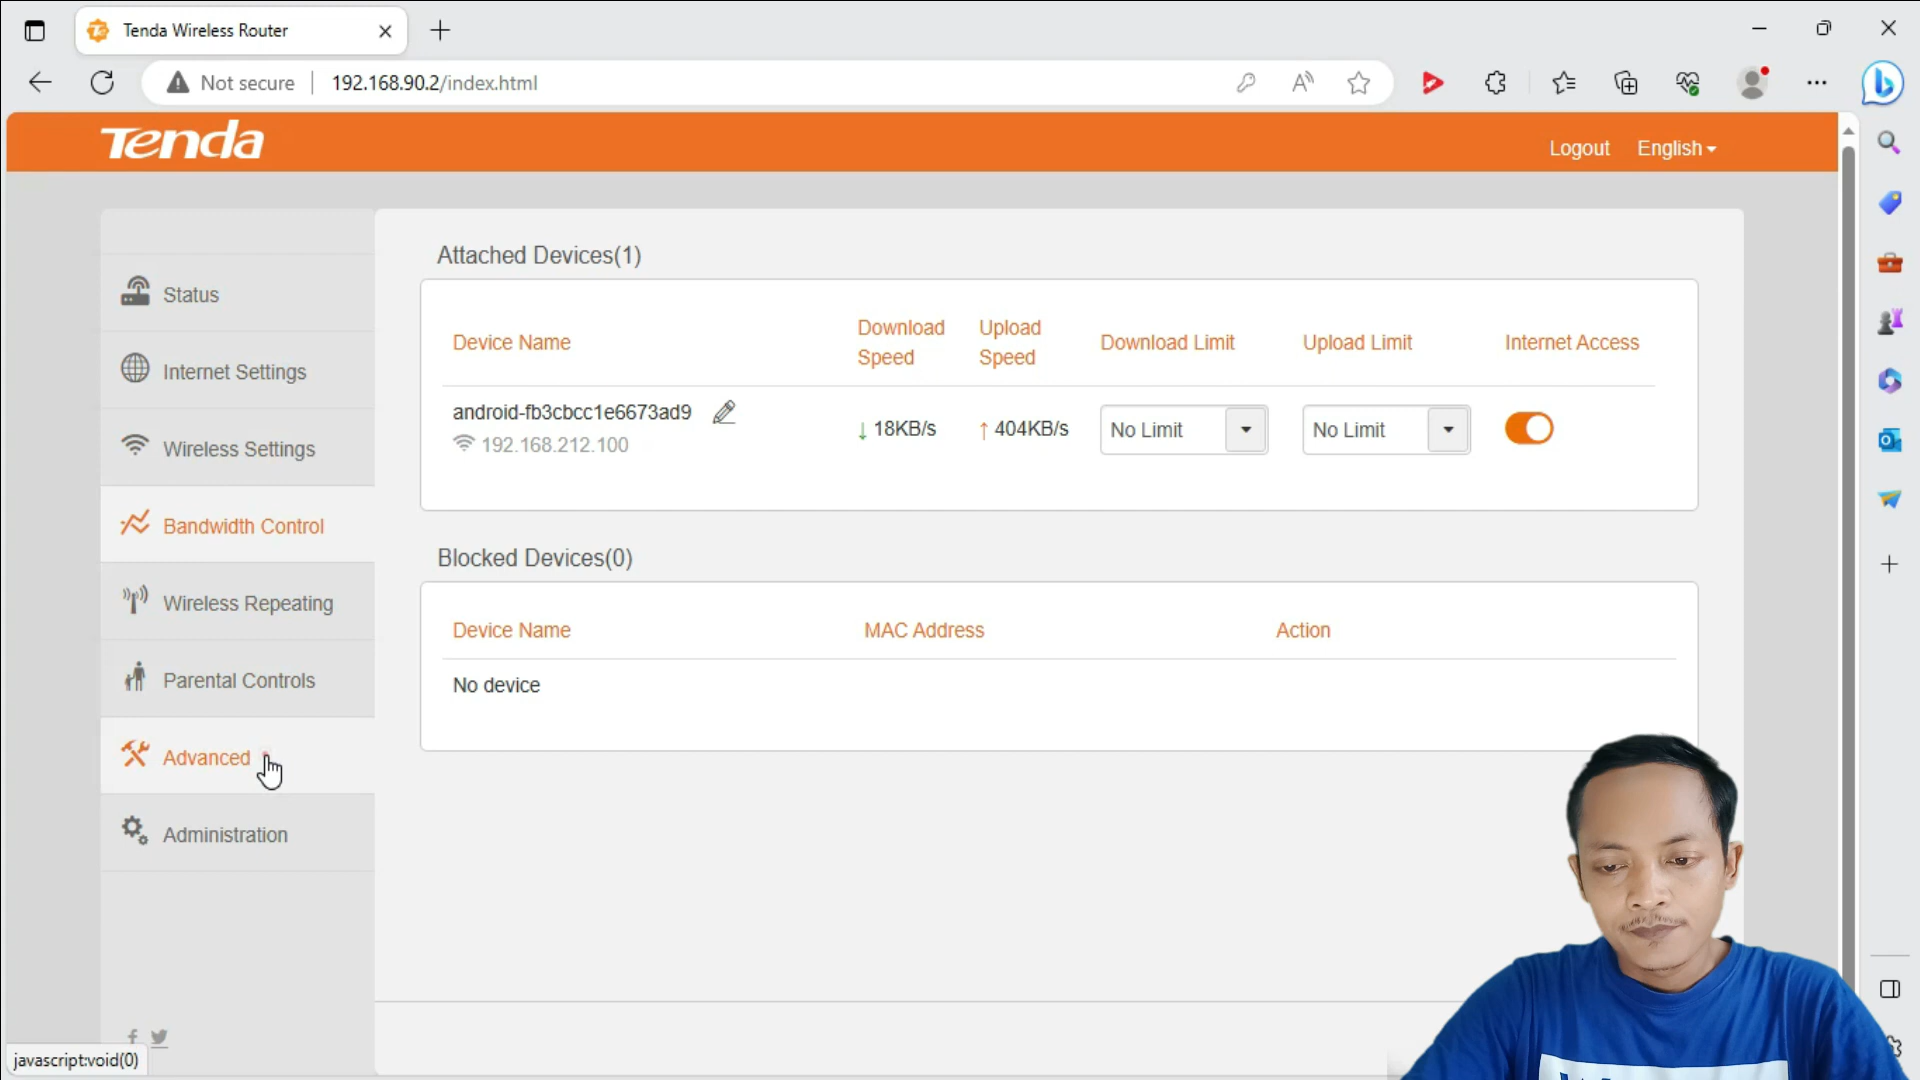 Tenda Wireless Router
Not secure
192.168.90.2/index.html
Tenda
Logout
English
Status
Internet Settings
Wireless Settings
Bandwidth Control
Wireless Repeating
Parental Controls
Advanced
Administration
Attached Devices(1)
Device Name
Download Speed
Upload Speed
Download Limit
Upload Limit
Internet Access
android-fb3cbcc1e6673ad9
192.168.212.100
↓ 18KB/s
↑ 404KB/s
No Limit
No Limit
Blocked Devices(0)
Device Name
MAC Address
Action
No device
javascript:void(0)